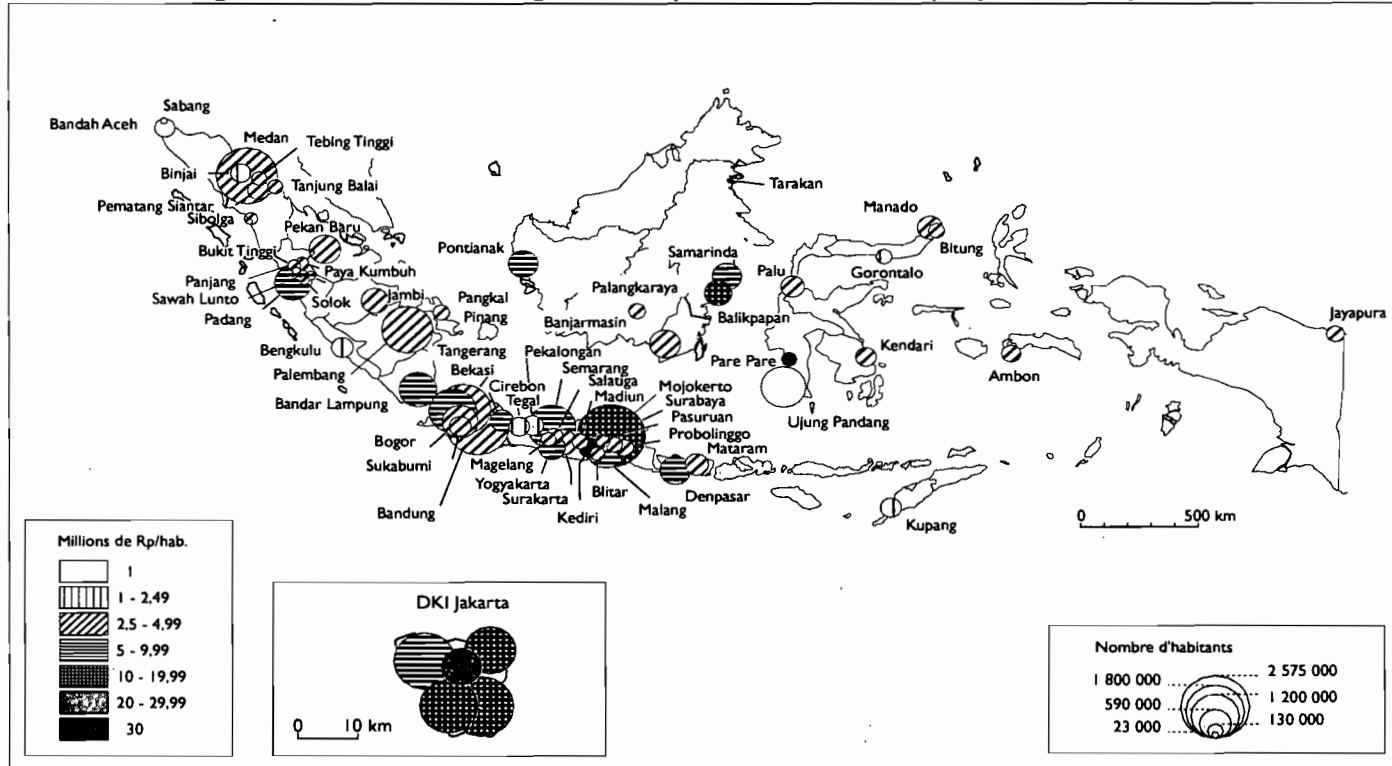 Sabang
Bandah Aceh
Medan
Tebing Tinggi
Binjai
Tanjung Balai
Pematang Siantar
Sibolga
Pekan Baru
Bukit Tinggi
Panjang
Paya Kumbuh
Sawah Lunto
Solok
Padang
Jambi
Pangkal
Pinang
Bengkulu
Palembang
Bandar Lampung
Tangerang
Bekasi
Pekalongan
Cirebon
Semarang
Tegal
Salatiga
Madiun
Mojokerto
Surabaya
Pasuruan
Probolinggo
Mataram
Bogor
Sukabumi
Magelang
Yogyakarta
Surakarta
Bandung
Kediri
Blitar
Malang
Denpasar
Pontianak
Tarakan
Samarinda
Palangkaraya
Balikpapan
Banjarmasin
Manado
Bitung
Gorontalo
Palu
Pare Pare
Kendari
Ujung Pandang
Ambon
Jayapura
Kupang
0 500 km
Millions de Rp/hab.
1
1 - 2,49
2,5 - 4,99
5 - 9,99
10 - 19,99
20 - 29,99
30
DKI Jakarta
0 10 km
Nombre d'habitants
2 575 000
1 800 000
1 200 000
590 000
130 000
23 000